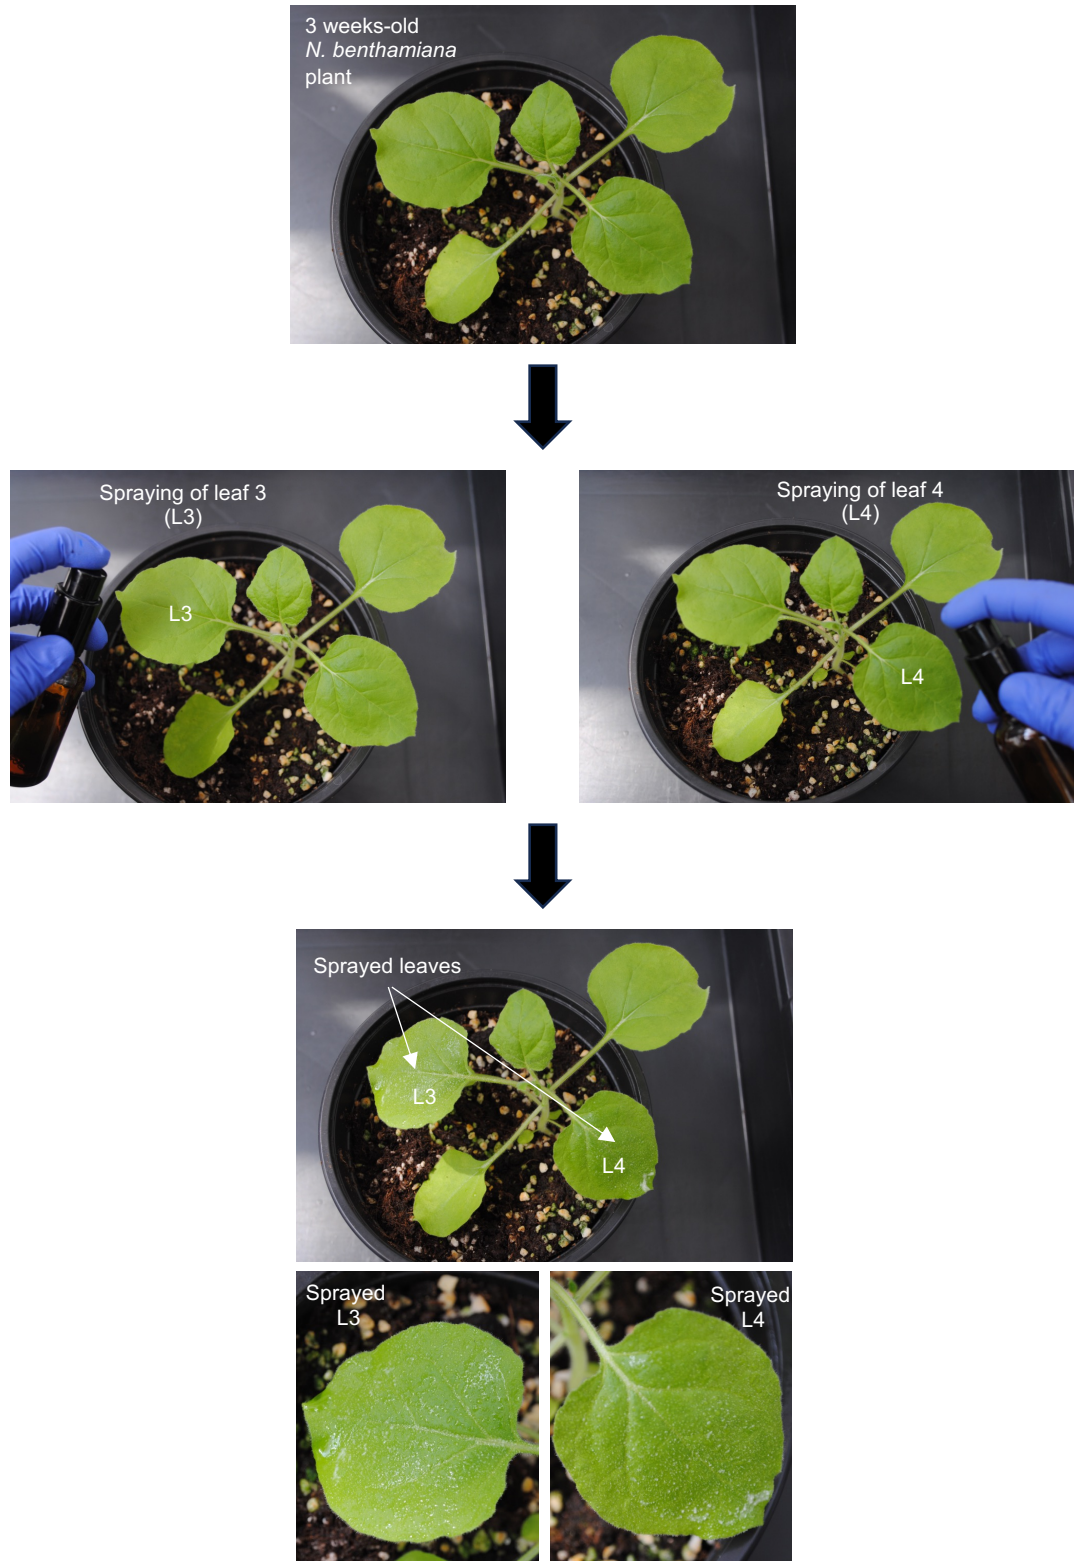 3 weeks-old
N. benthamiana
plant
Spraying of leaf 3
(L3)
L3
Spraying of leaf 4
(L4)
L4
Sprayed leaves
L3
L4
Sprayed
L3
Sprayed
L4